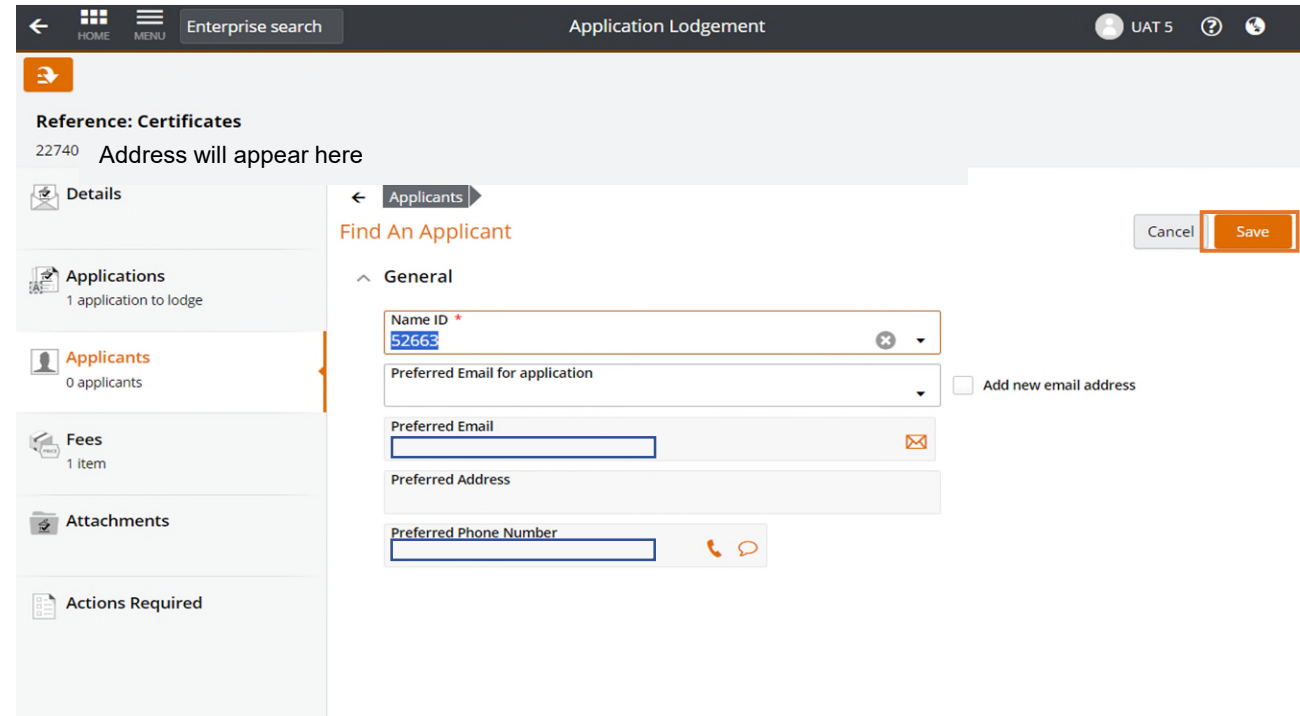 HOME
MENU
Enterprise search
Application Lodgement
UAT 5
Reference: Certificates
22740
Address will appear here
Details
Applications
1 application to lodge
Applicants
0 applicants
Fees
1 item
Attachments
Actions Required
Applicants
Find An Applicant
Cancel
Save
General
Name ID *
52663
Preferred Email for application
Add new email address
Preferred Email
Preferred Address
Preferred Phone Number